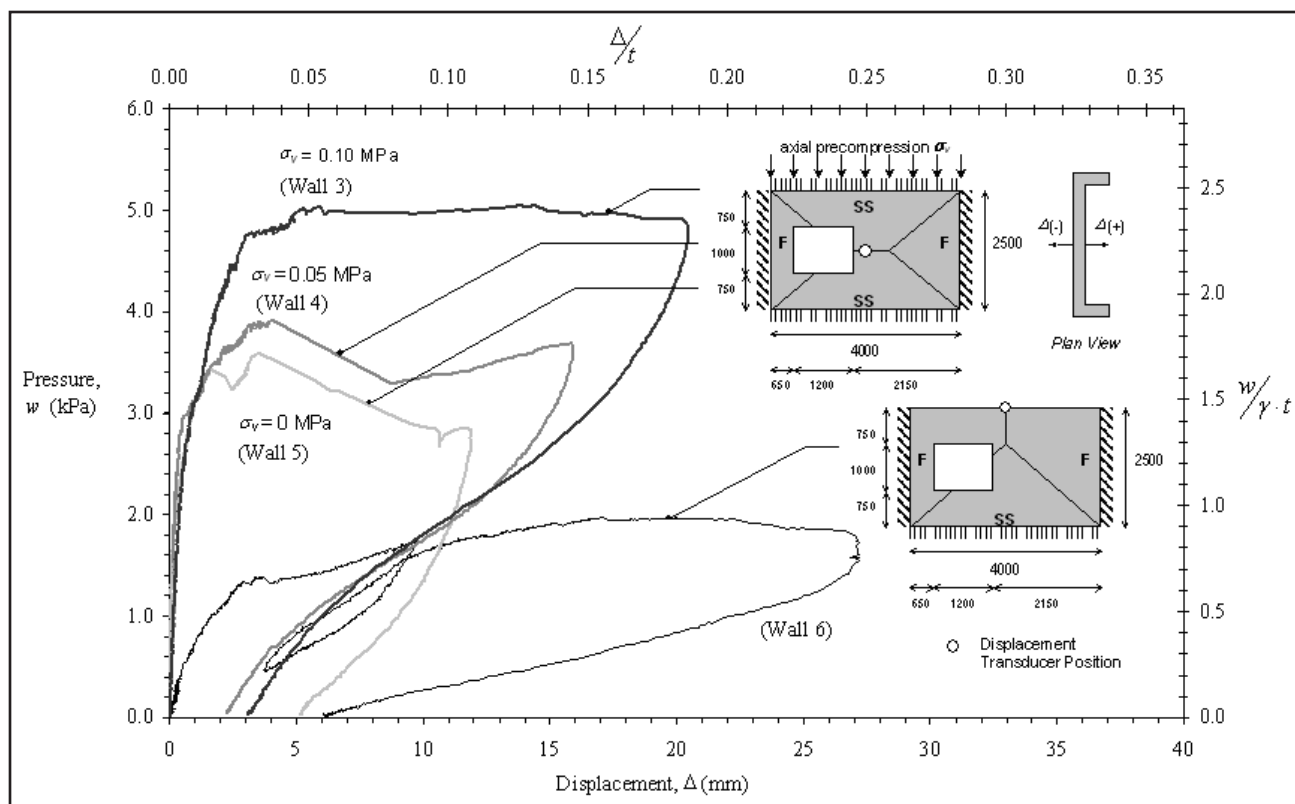 Δ/t
0.00 0.05 0.10 0.15 0.20 0.25 0.30 0.35
6.0
5.0
4.0
3.0
2.0
1.0
0.0
Pressure,
w (kPa)
σv = 0.10 MPa
(Wall 3)
σv = 0.05 MPa
(Wall 4)
σv = 0 MPa
(Wall 5)
(Wall 6)
axial precompression σv
SS
F
F
SS
750
1000
750
2500
4000
650 1200 2150
Δ(-)
Δ(+)
Plan View
F
F
SS
750
1000
750
2500
4000
650 1200 2150
Displacement
Transducer Position
2.5
2.0
1.5
1.0
0.5
0.0
w/γ·t
0 5 10 15 20 25 30 35 40
Displacement, Δ (mm)